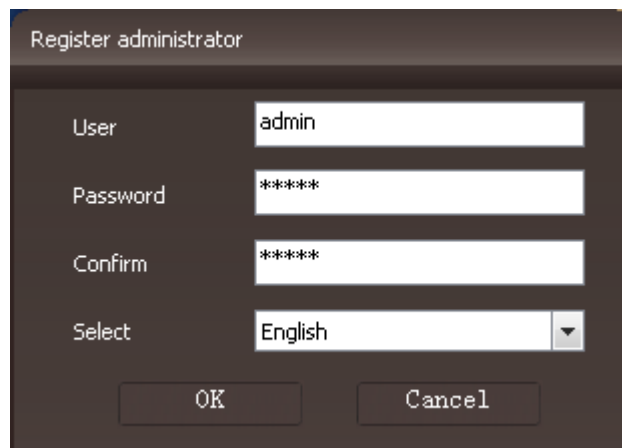 Register administrator
User admin
Password *****
Confirm *****
Select English
OK Cancel